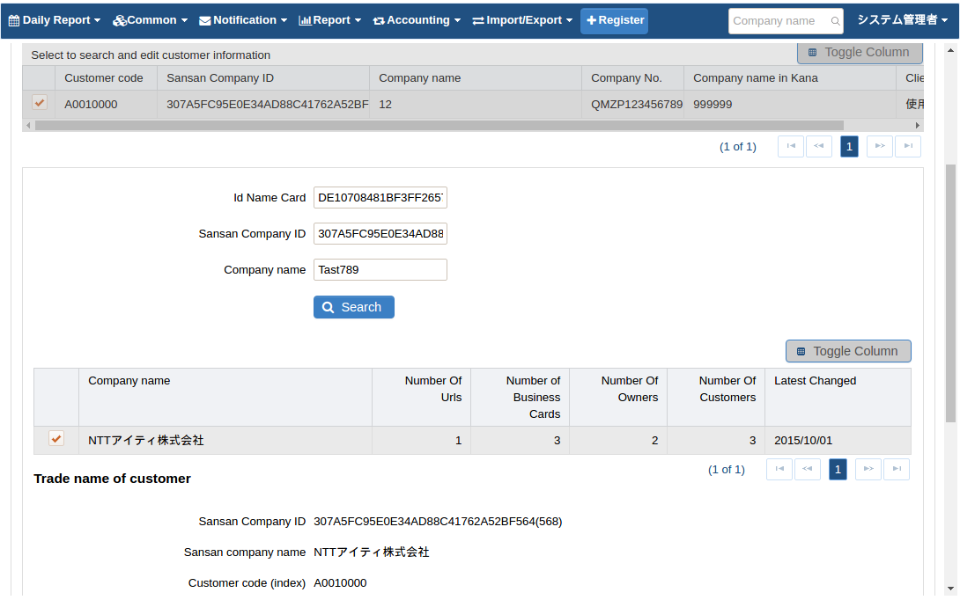 Daily Report Common Notification Report Accounting Import/Export Register Company name システム管理者
Select to search and edit customer information Toggle Column
Customer code Sansan Company ID Company name Company No. Company name in Kana Clie
A0010000 307A5FC95E0E34AD88C41762A52BF 12 QMZP123456789 999999 使用
(1 of 1) 1
Id Name Card DE10708481BF3FF265
Sansan Company ID 307A5FC95E0E34AD88
Company name Tast789
Search
Toggle Column
Company name Number Of Urls Number of Business Cards Number Of Owners Number Of Customers Latest Changed
NTTアイティ株式会社 1 3 2 3 2015/10/01
(1 of 1) 1
Trade name of customer
Sansan Company ID 307A5FC95E0E34AD88C41762A52BF564(568)
Sansan company name NTTアイティ株式会社
Customer code (index) A0010000